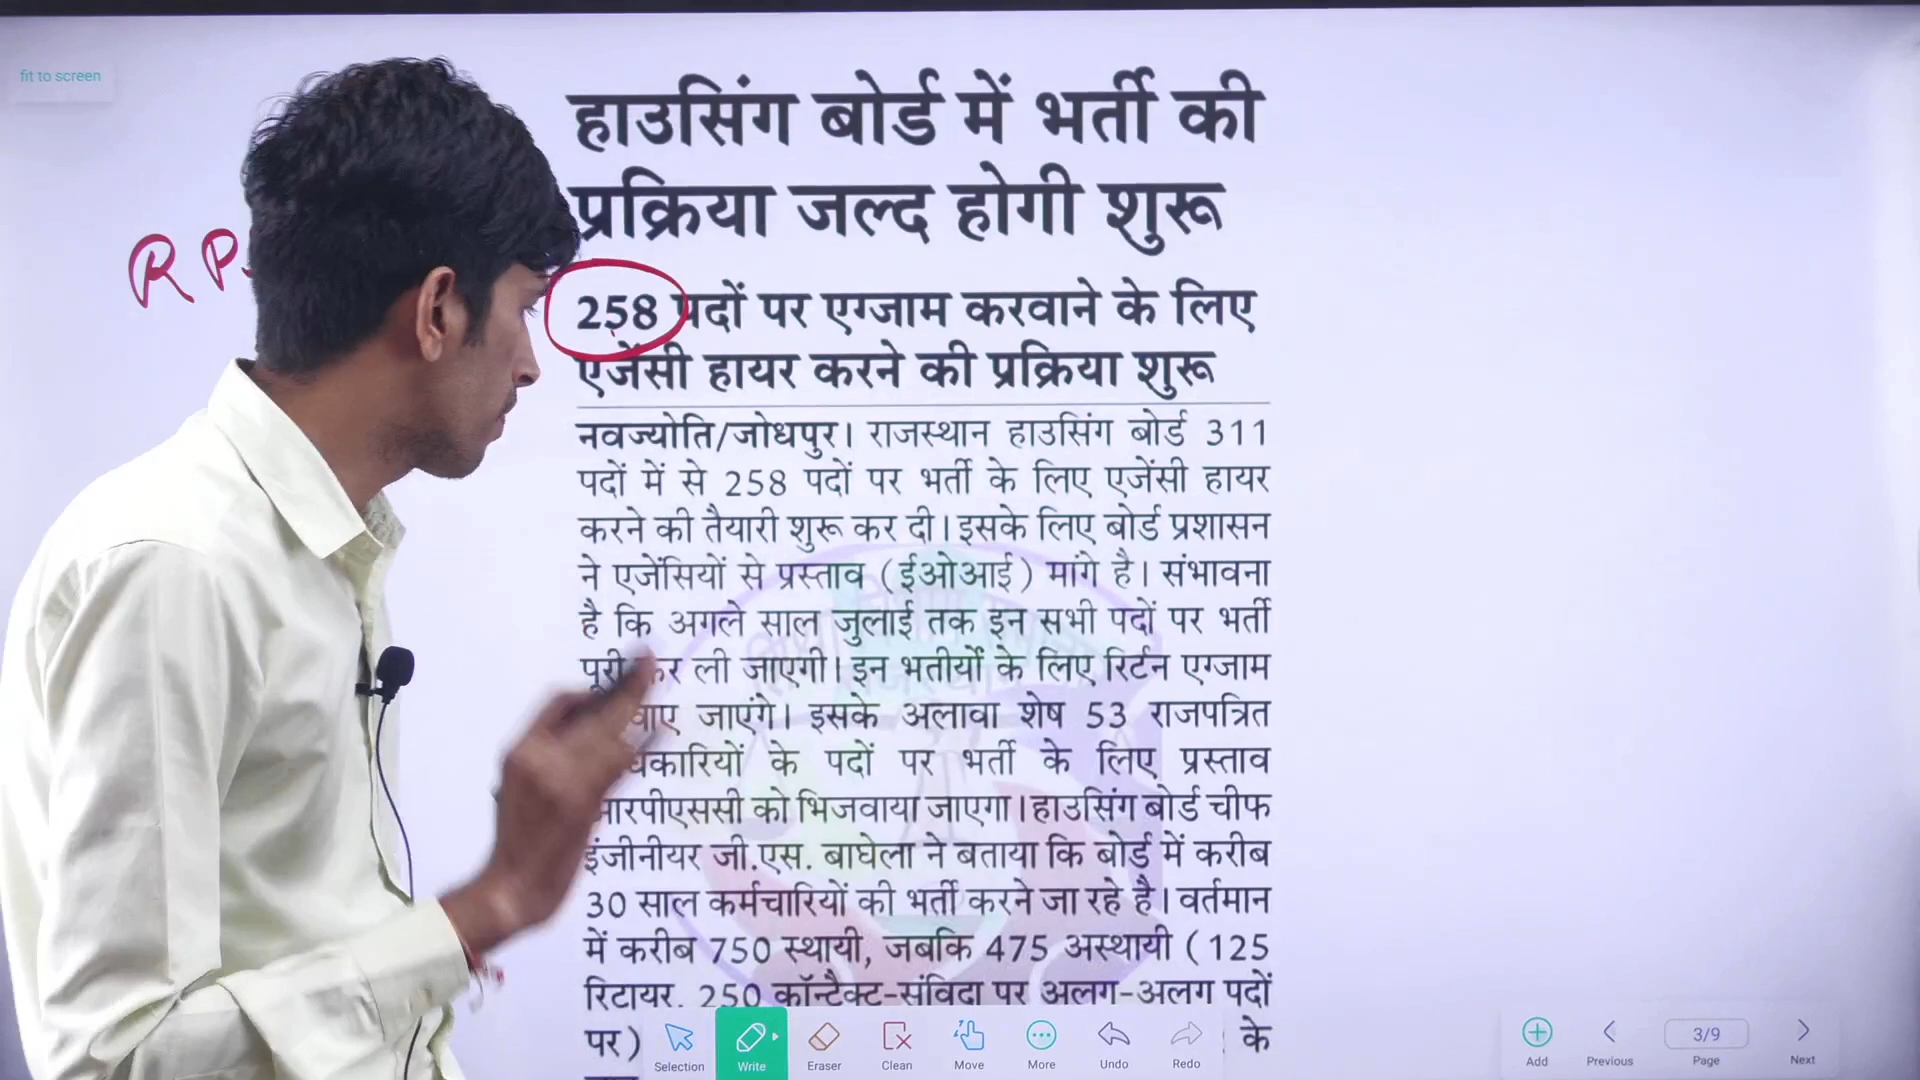 fit to screen
हाउसिंग बोर्ड में भर्ती की
प्रक्रिया जल्द होगी शुरू
R P
258 पदों पर एग्जाम करवाने के लिए
एजेंसी हायर करने की प्रक्रिया शुरू
नवज्योति/जोधपुर। राजस्थान हाउसिंग बोर्ड 311
पदों में से 258 पदों पर भर्ती के लिए एजेंसी हायर
करने की तैयारी शुरू कर दी। इसके लिए बोर्ड प्रशासन
ने एजेंसियों से प्रस्ताव (ईओआई) मांगे है। संभावना
है कि अगले साल जुलाई तक इन सभी पदों पर भर्ती
पूरी कर ली जाएगी। इन भतीर्यों के लिए रिर्टन एग्जाम
वाए जाएंगे। इसके अलावा शेष 53 राजपत्रित
धिकारियों के पदों पर भर्ती के लिए प्रस्ताव
आरपीएससी को भिजवाया जाएगा। हाउसिंग बोर्ड चीफ
इंजीनीयर जी.एस. बाघेला ने बताया कि बोर्ड में करीब
30 साल कर्मचारियों की भर्ती करने जा रहे है। वर्तमान
में करीब 750 स्थायी, जबकि 475 अस्थायी (125
रिटायर, 250 कॉन्टैक्ट-संविदा पर अलग-अलग पदों
पर) के
Selection Write Eraser Clean Move More Undo Redo
Add Previous 3/9 Page Next